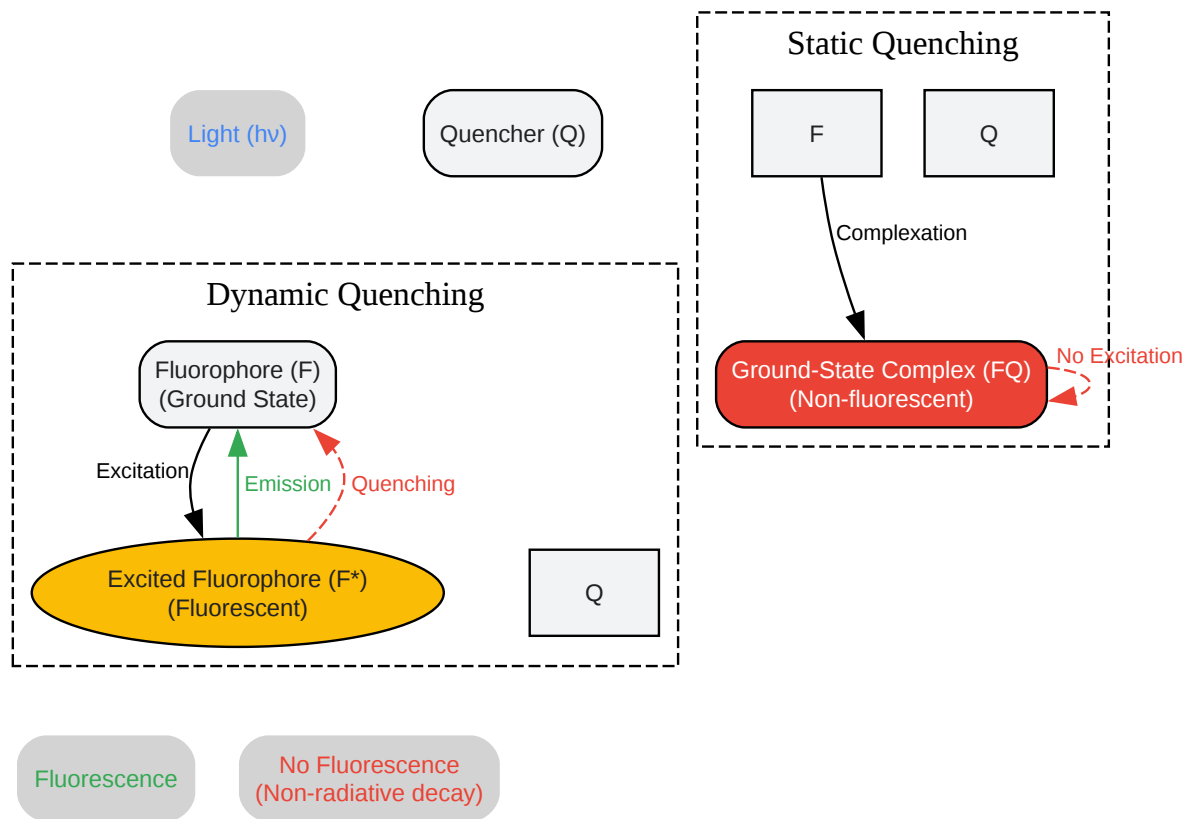 Static Quenching
Light (hν)
Quencher (Q)
F
Q
Complexation
Dynamic Quenching
Fluorophore (F)
(Ground State)
Ground-State Complex (FQ)
(Non-fluorescent)
No Excitation
Excitation
Emission
Quenching
Excited Fluorophore (F*)
(Fluorescent)
Q
Fluorescence
No Fluorescence
(Non-radiative decay)